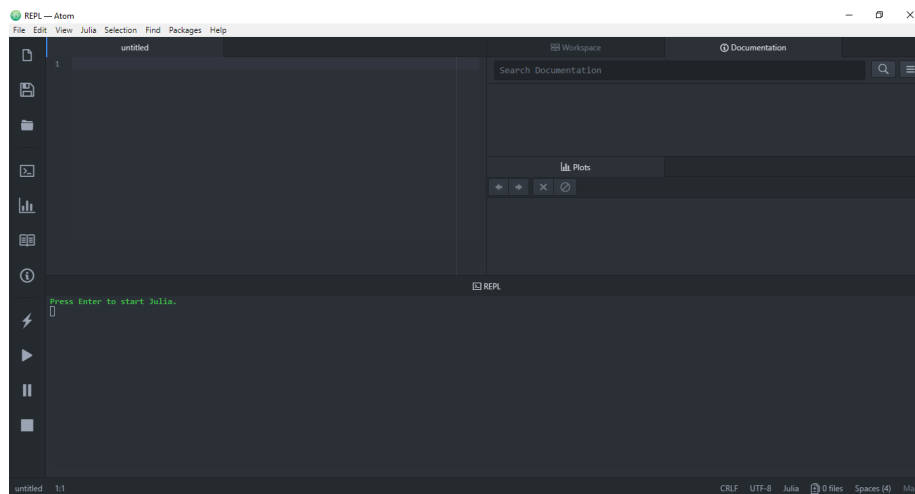 REPL — Atom
File Edit View Julia Selection Find Packages Help
untitled
Workspace
Documentation
1
Search Documentation
Plots
REPL
Press Enter to start Julia.
untitled 1:1
CRLF UTF-8 Julia 0 files Spaces (4)